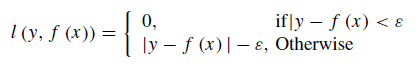 l (y, f (x)) = { 0, if|y − f (x) < ε
|y − f (x) | − ε, Otherwise